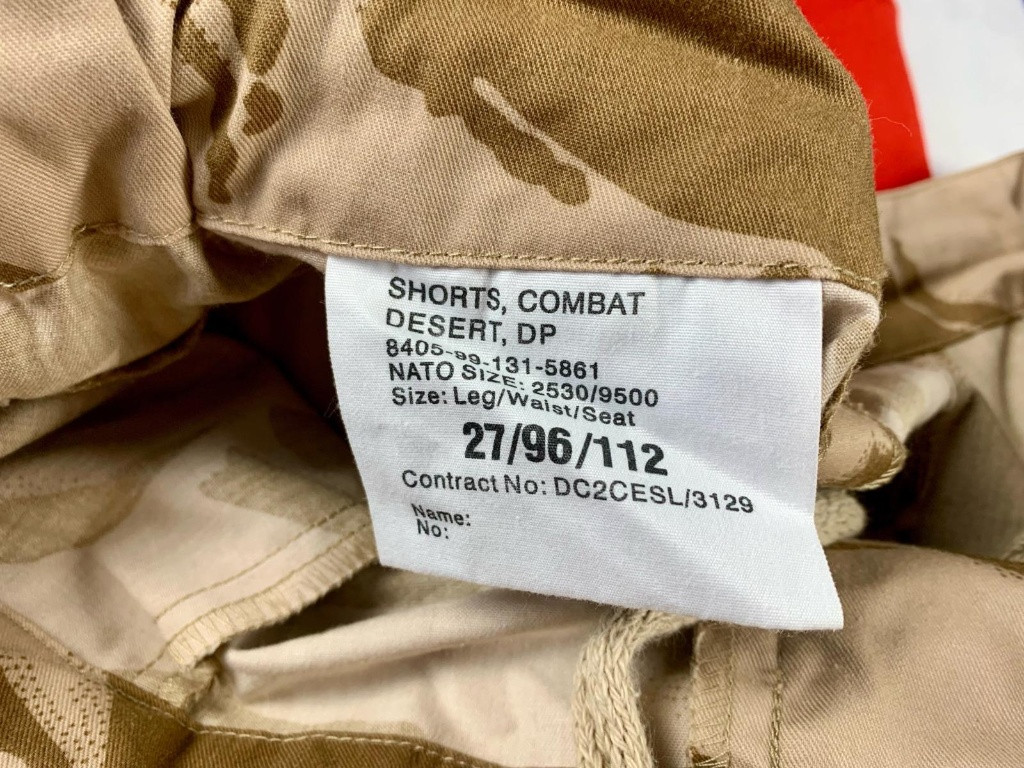 SHORTS, COMBAT
DESERT, DP
8405-99-131-5861
NATO SIZE: 2530/9500
Size: Leg/Waist/Seat
27/96/112
Contract No: DC2CESL/3129
Name:
No: